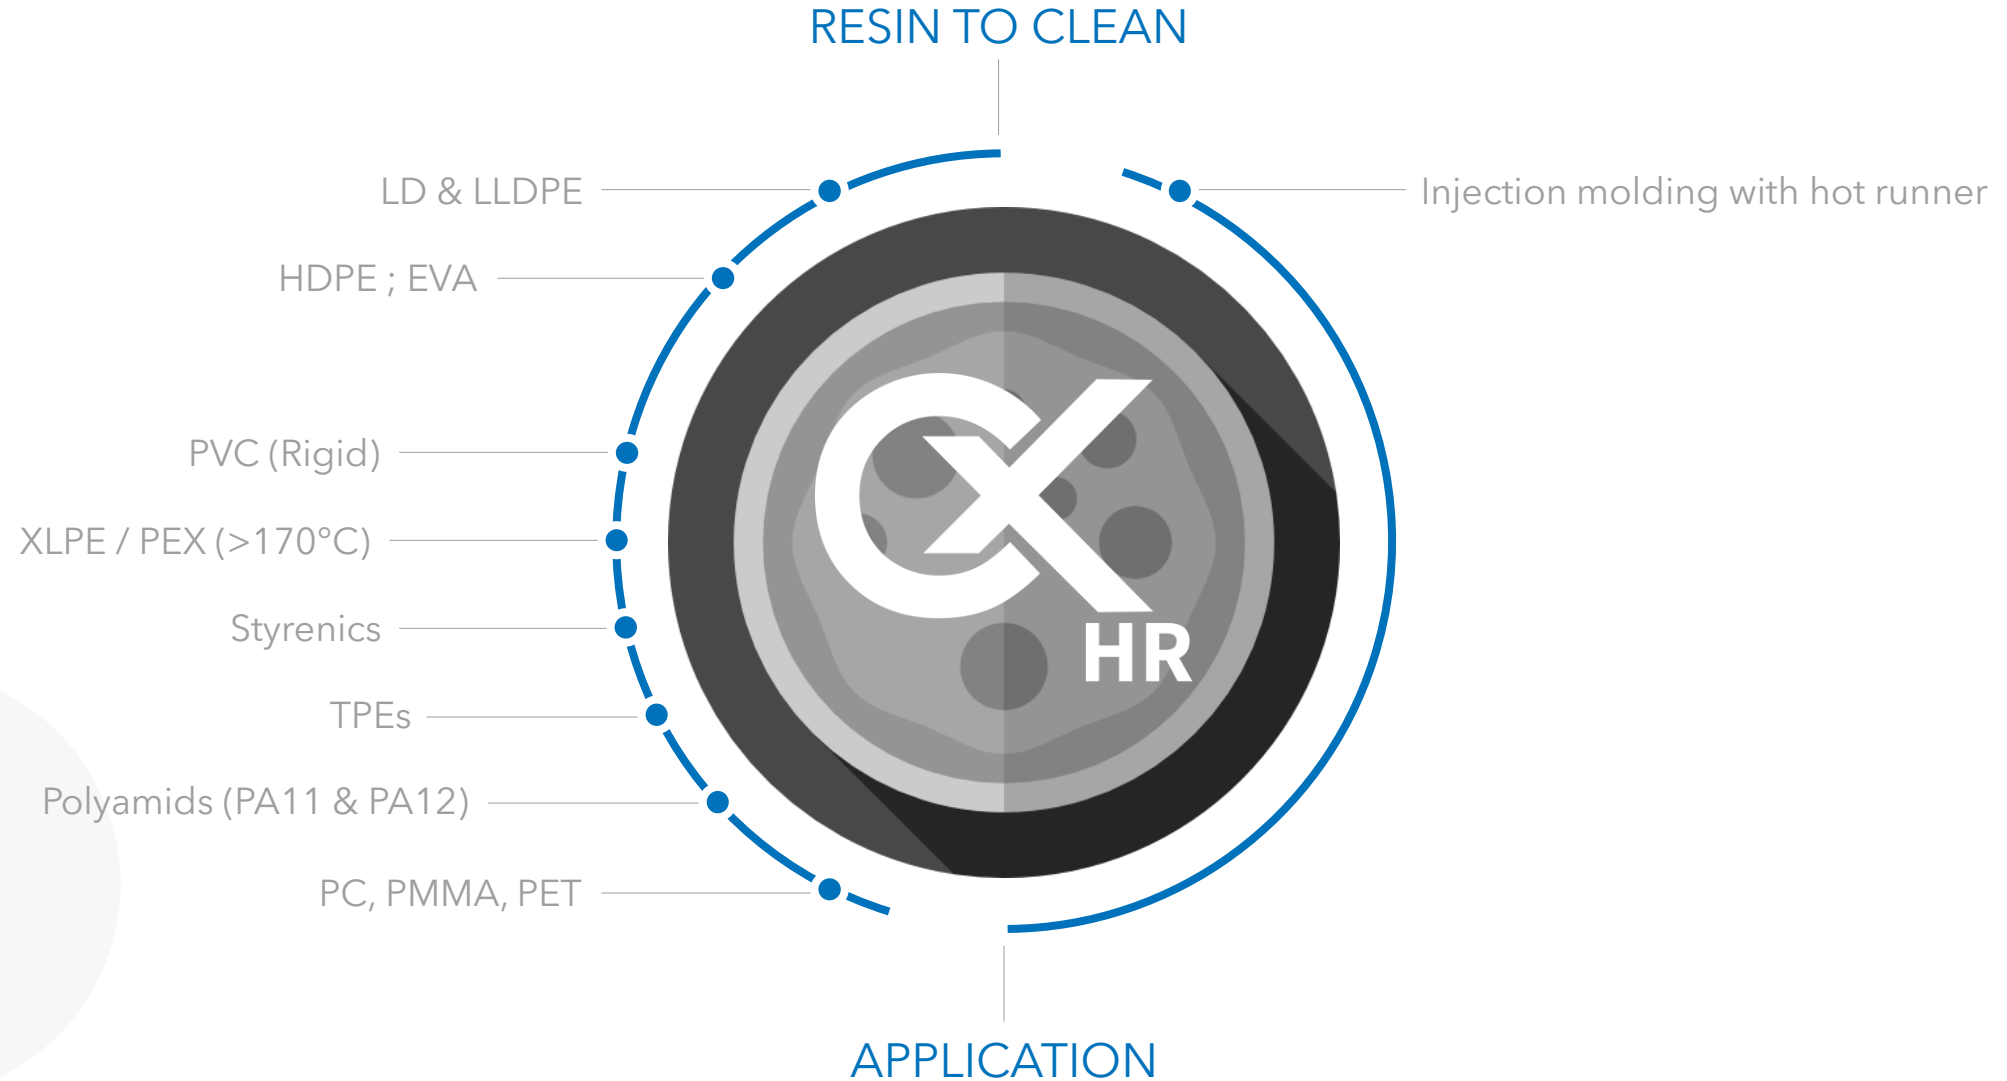 RESIN TO CLEAN
LD & LLDPE
HDPE ; EVA
PVC (Rigid)
XLPE / PEX (>170°C)
Styrenics
TPEs
Polyamids (PA11 & PA12)
PC, PMMA, PET
Injection molding with hot runner
CX
HR
APPLICATION